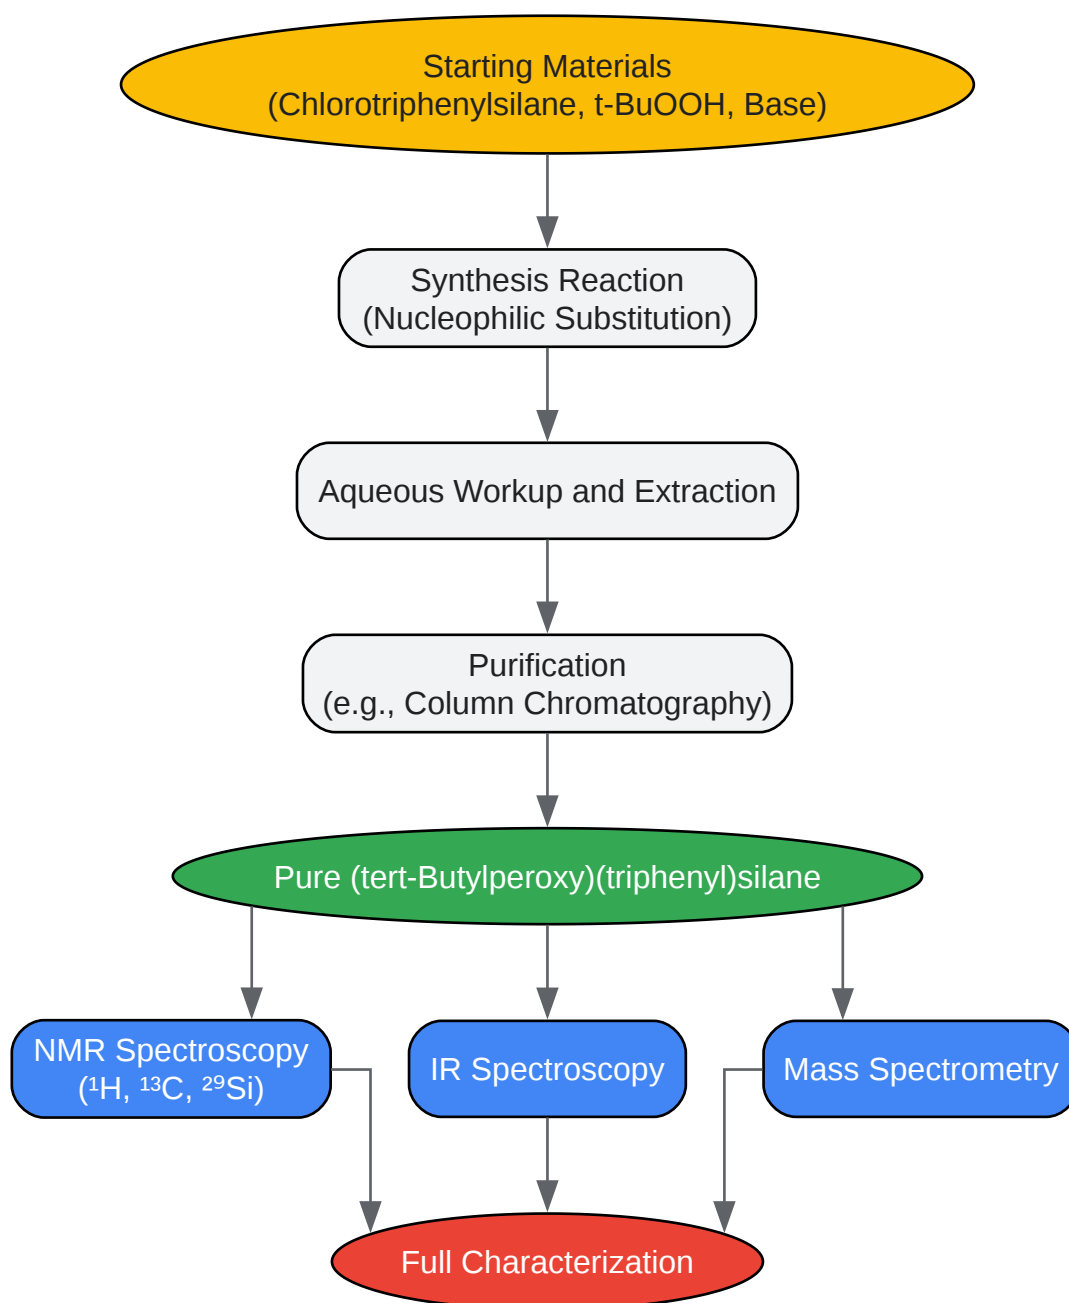 Starting Materials
(Chlorotriphenylsilane, t-BuOOH, Base)
Synthesis Reaction
(Nucleophilic Substitution)
Aqueous Workup and Extraction
Purification
(e.g., Column Chromatography)
Pure (tert-Butylperoxy)(triphenyl)silane
NMR Spectroscopy
(¹H, ¹³C, ²⁹Si)
IR Spectroscopy
Mass Spectrometry
Full Characterization